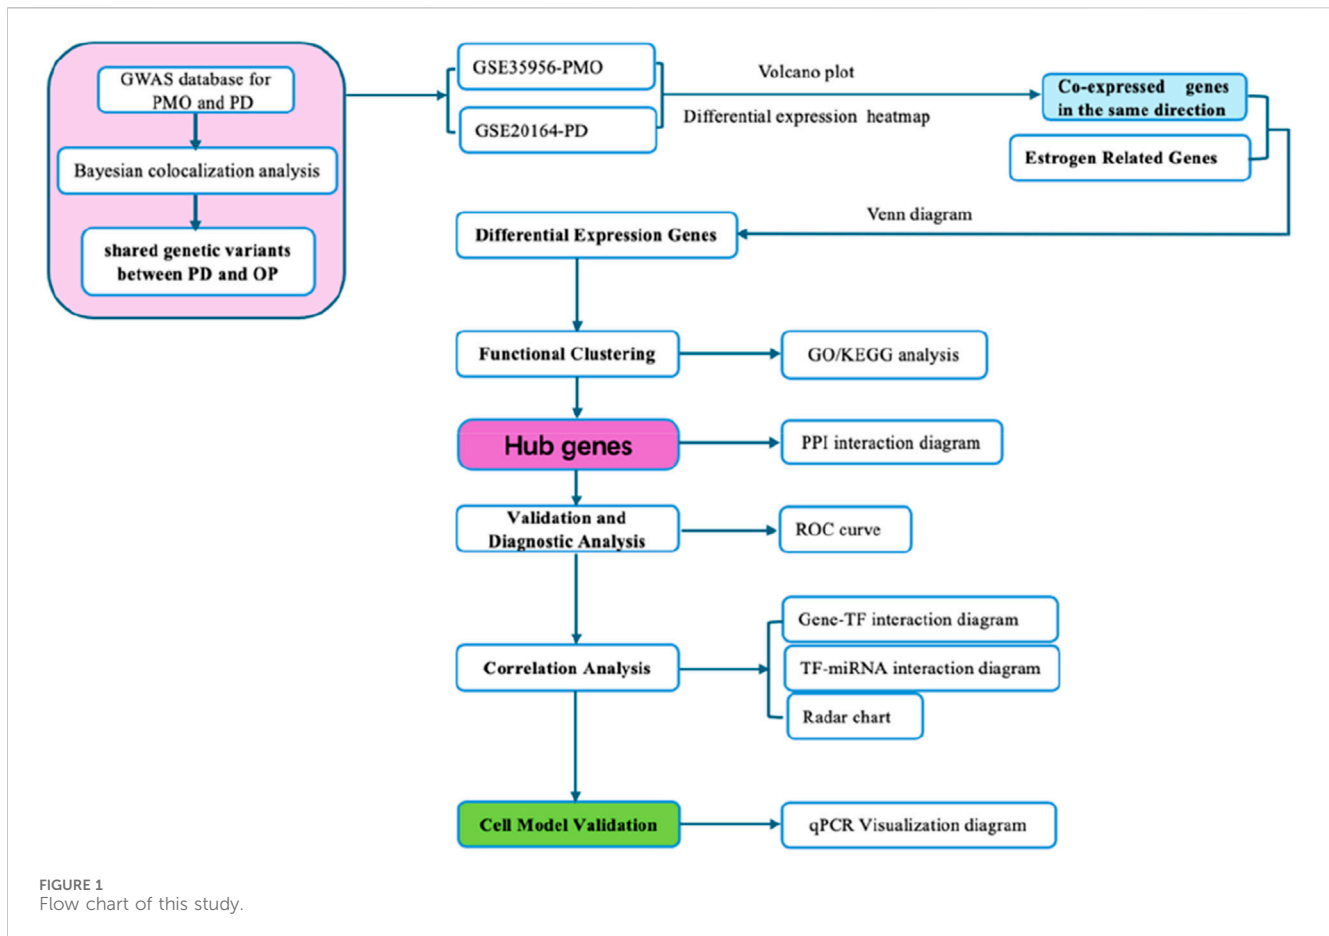 GWAS database for
PMO and PD
Bayesian colocalization analysis
shared genetic variants
between PD and OP
GSE35956-PMO
GSE20164-PD
Volcano plot
Differential expression heatmap
Co-expressed genes
in the same direction
Estrogen Related Genes
Venn diagram
Differential Expression Genes
Functional Clustering
GO/KEGG analysis
Hub genes
PPI interaction diagram
Validation and
Diagnostic Analysis
ROC curve
Gene-TF interaction diagram
Correlation Analysis
TF-miRNA interaction diagram
Radar chart
Cell Model Validation
qPCR Visualization diagram
FIGURE 1
Flow chart of this study.